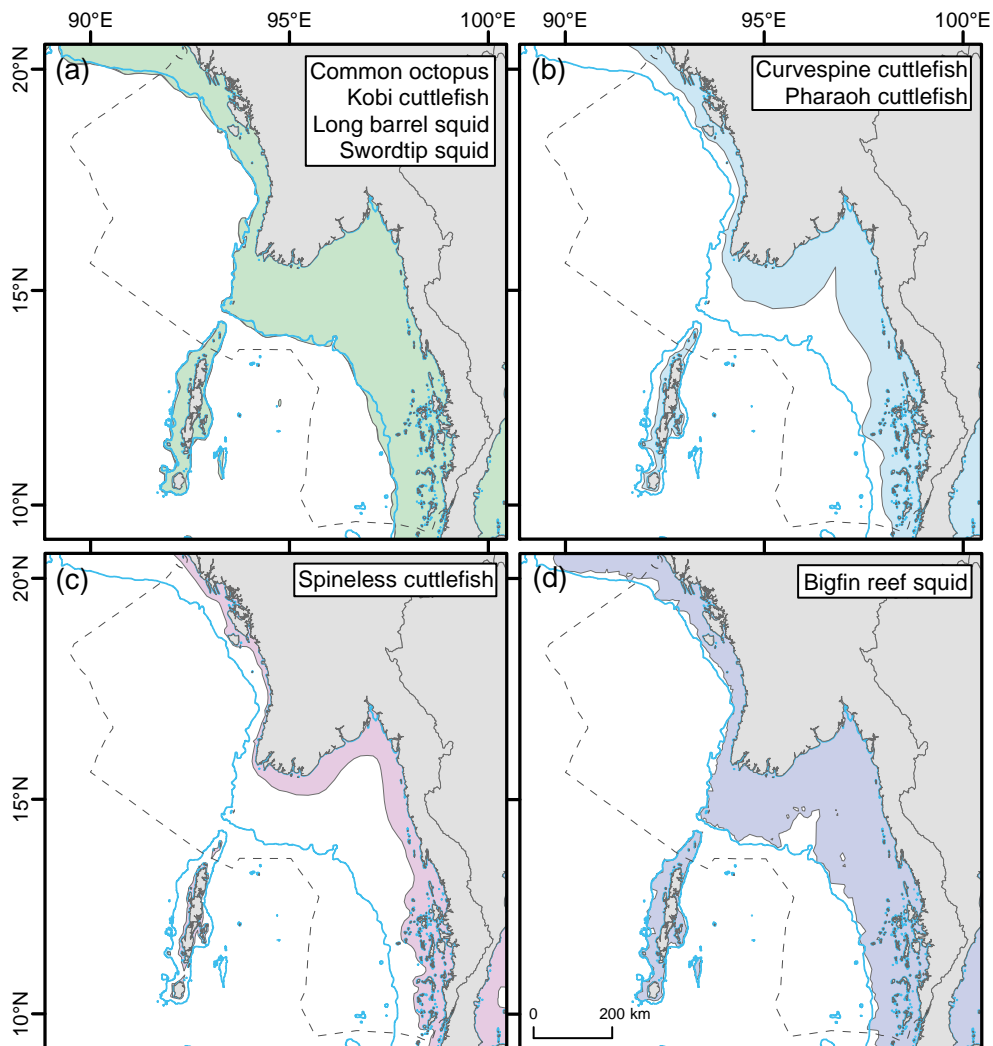 90°E 95°E 100°E 90°E 95°E 100°E
20°N
15°N
10°N
(a)
Common octopus
Kobi cuttlefish
Long barrel squid
Swordtip squid
(b)
Curvespine cuttlefish
Pharaoh cuttlefish
20°N
15°N
10°N
(c)
Spineless cuttlefish
(d)
Bigfin reef squid
0 200 km